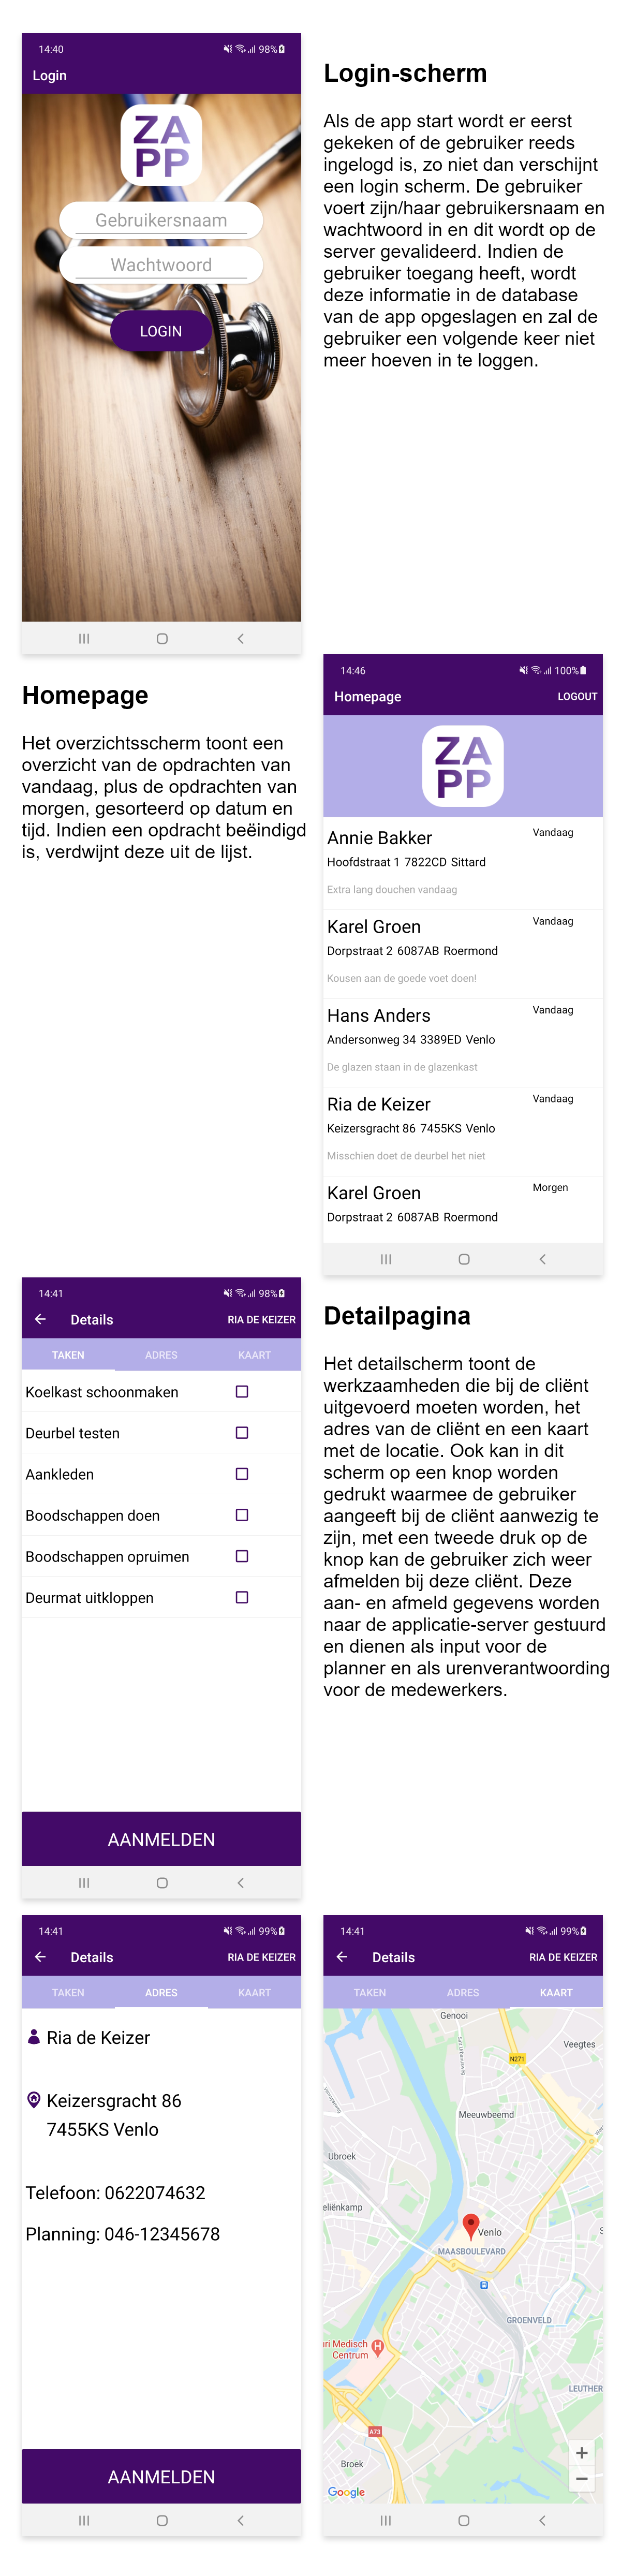 14:40
98%
Login
ZA
PP
Gebruikersnaam
Wachtwoord
LOGIN
Login-scherm
Als de app start wordt er eerst
gekeken of de gebruiker reeds
ingelogd is, zo niet dan verschijnt
een login scherm. De gebruiker
voert zijn/haar gebruikersnaam en
wachtwoord in en dit wordt op de
server gevalideerd. Indien de
gebruiker toegang heeft, wordt
deze informatie in de database
van de app opgeslagen en zal de
gebruiker een volgende keer niet
meer hoeven in te loggen.
Homepage
Het overzichtsscherm toont een
overzicht van de opdrachten van
vandaag, plus de opdrachten van
morgen, gesorteerd op datum en
tijd. Indien een opdracht beëindigd
is, verdwijnt deze uit de lijst.
14:46
100%
Homepage LOGOUT
ZA
PP
Annie Bakker Vandaag
Hoofdstraat 1 7822CD Sittard
Extra lang douchen vandaag
Karel Groen Vandaag
Dorpstraat 2 6087AB Roermond
Kousen aan de goede voet doen!
Hans Anders Vandaag
Andersonweg 34 3389ED Venlo
De glazen staan in de glazenkast
Ria de Keizer Vandaag
Keizersgracht 86 7455KS Venlo
Misschien doet de deurbel het niet
Karel Groen Morgen
Dorpstraat 2 6087AB Roermond
14:41
98%
Details RIA DE KEIZER
TAKEN ADRES KAART
Koelkast schoonmaken
Deurbel testen
Aankleden
Boodschappen doen
Boodschappen opruimen
Deurmat uitkloppen
AANMELDEN
Detailpagina
Het detailscherm toont de
werkzaamheden die bij de cliënt
uitgevoerd moeten worden, het
adres van de cliënt en een kaart
met de locatie. Ook kan in dit
scherm op een knop worden
gedrukt waarmee de gebruiker
aangeeft bij de cliënt aanwezig te
zijn, met een tweede druk op de
knop kan de gebruiker zich weer
afmelden bij deze cliënt. Deze
aan- en afmeld gegevens worden
naar de applicatie-server gestuurd
en dienen als input voor de
planner en als urenverantwoording
voor de medewerkers.
14:41
99%
Details RIA DE KEIZER
TAKEN ADRES KAART
Ria de Keizer
Keizersgracht 86
7455KS Venlo
Telefoon: 0622074632
Planning: 046-12345678
AANMELDEN
14:41
99%
Details RIA DE KEIZER
TAKEN ADRES KAART
Genooi
Veegtes
N271
Meeuwbeemd
Ubroek
eliënkamp
Venlo
MAASBOULEVARD
GROENVELD
iri Medisch
Centrum
H
LEUTHER
A73
Broek
+
−
Google